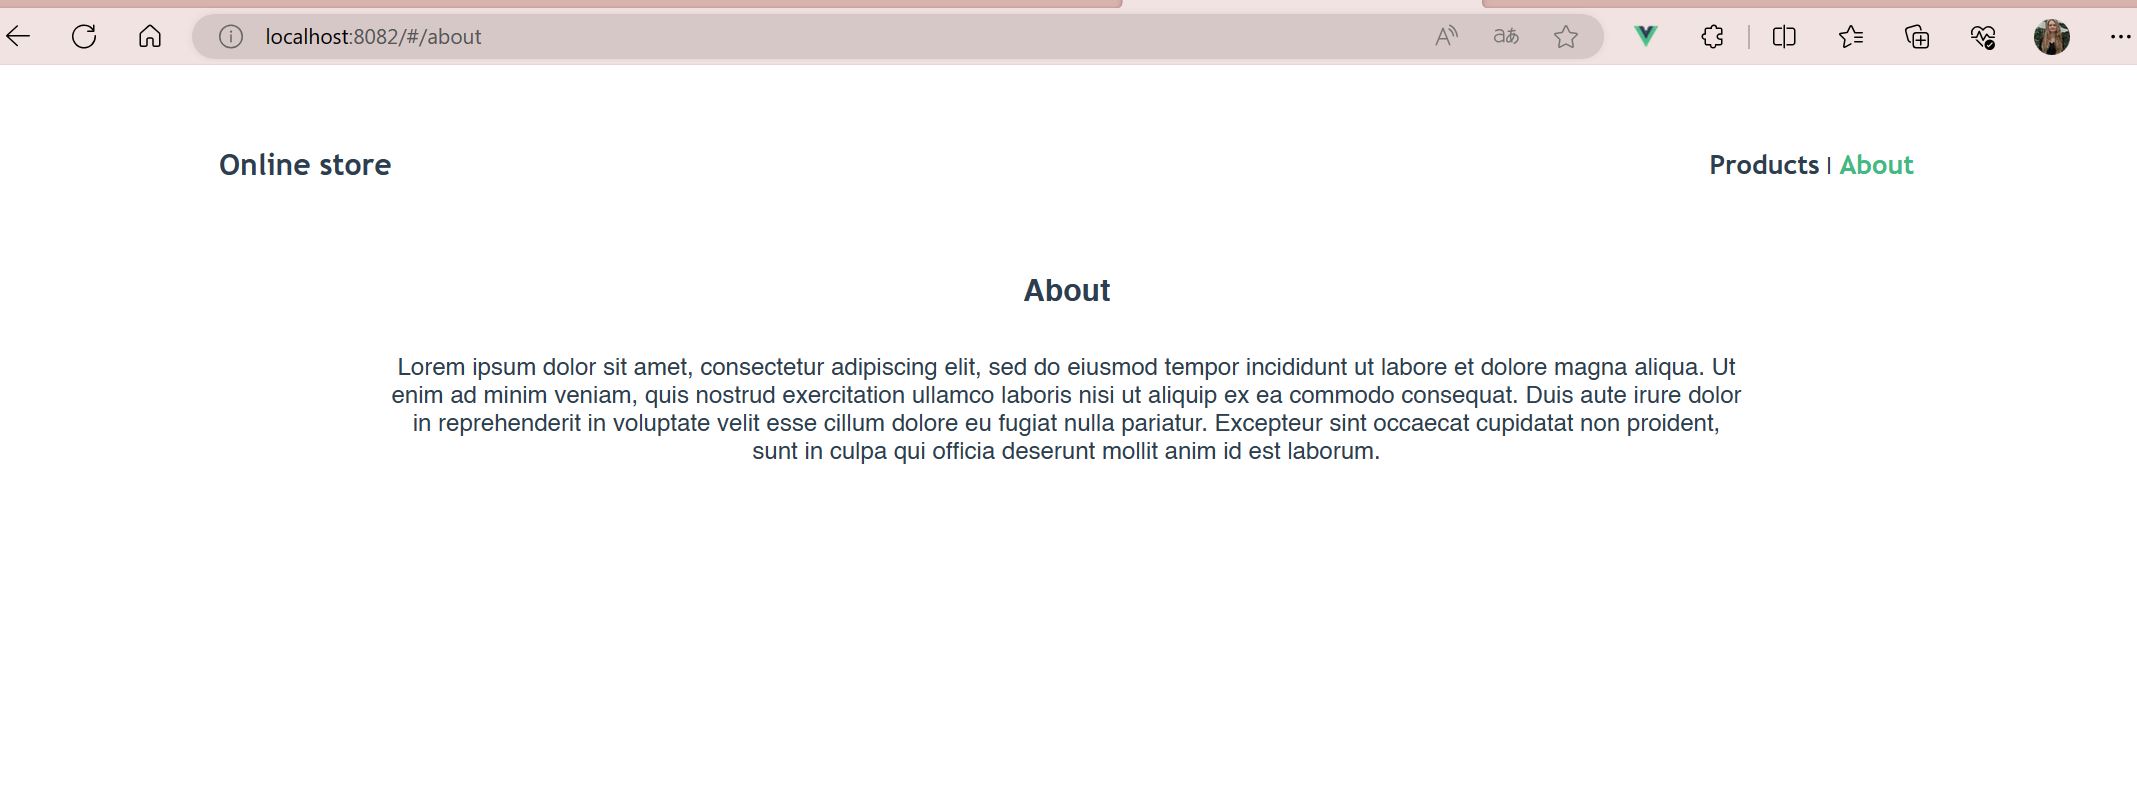 localhost:8082/#/about
Online store
Products | About
About
Lorem ipsum dolor sit amet, consectetur adipiscing elit, sed do eiusmod tempor incididunt ut labore et dolore magna aliqua. Ut
enim ad minim veniam, quis nostrud exercitation ullamco laboris nisi ut aliquip ex ea commodo consequat. Duis aute irure dolor
in reprehenderit in voluptate velit esse cillum dolore eu fugiat nulla pariatur. Excepteur sint occaecat cupidatat non proident,
sunt in culpa qui officia deserunt mollit anim id est laborum.